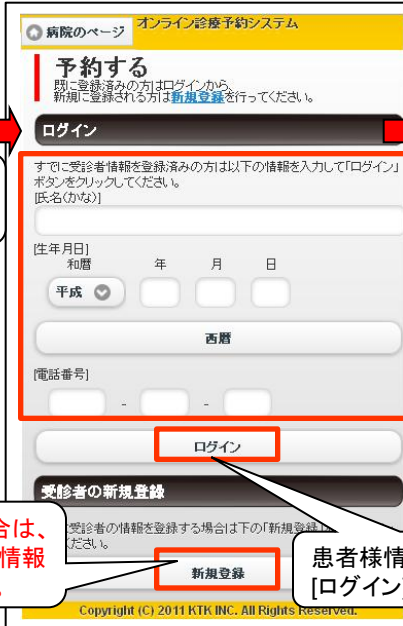 病院のページ
オンライン診療予約システム
予約する
既に登録済みの方はログインから、
新規に登録される方は新規登録を行ってください。
ログイン
すでに受診者情報を登録済みの方は以下の情報を入力して「ログイン」
ボタンをクリックしてください。
[氏名(かな)]
[生年月日]
和暦 年 月 日
平成
西暦
[電話番号]
- -
ログイン
受診者の新規登録
受診者の情報を登録する場合は下の「新規登録
ださい。
合は、
情報
新規登録
患者様情
[ログイン]
Copyright (C) 2011 KTK INC. All Rights Reserved.